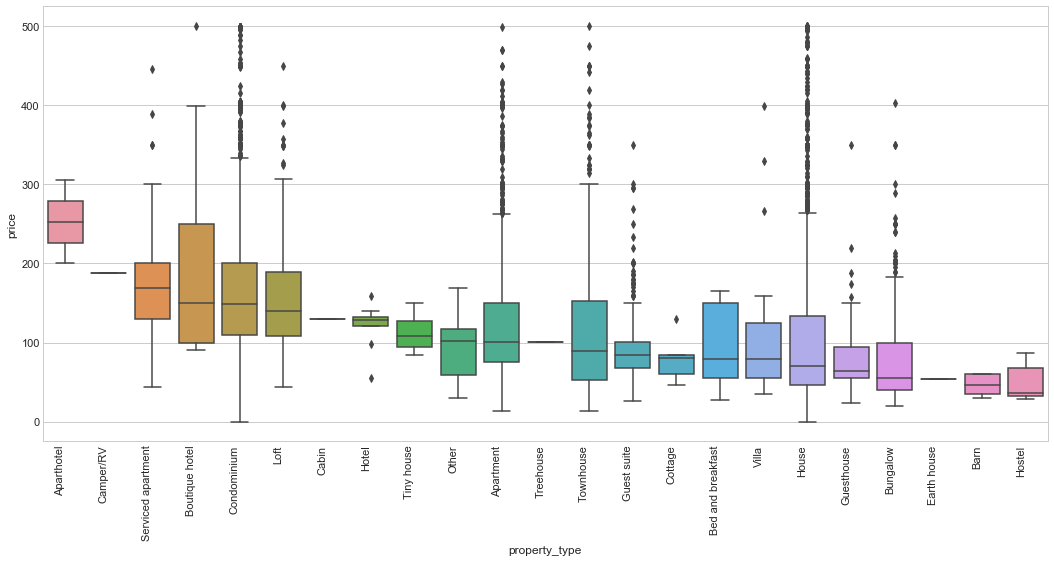 500
400
300
200
100
0
price
Aparthotel
Camper/RV
Serviced apartment
Boutique hotel
Condominium
Loft
Cabin
Hotel
Tiny house
Other
Apartment
Treehouse
Townhouse
Guest suite
Cottage
Bed and breakfast
Villa
House
Guesthouse
Bungalow
Earth house
Barn
Hostel
property_type